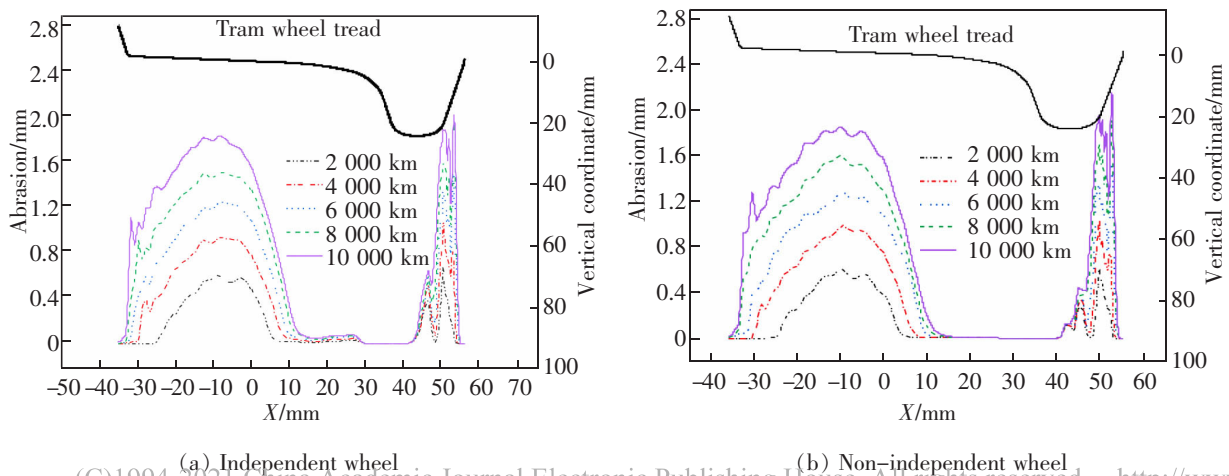 2.8
2.4
2.0
1.6
1.2
0.8
0.4
0
Abrasion/mm
Tram wheel tread
2 000 km
4 000 km
6 000 km
8 000 km
10 000 km
0
20
40
60
80
100
Vertical coordinate/mm
-50 -40 -30 -20 -10 0 10 20 30 40 50 60 70
X/mm
(a) Independent wheel
2.8
2.4
2.0
1.6
1.2
0.8
0.4
0
Abrasion/mm
Tram wheel tread
2 000 km
4 000 km
6 000 km
8 000 km
10 000 km
0
20
40
60
80
100
Vertical coordinate/mm
-40 -30 -20 -10 0 10 20 30 40 50 60
X/mm
(b) Non-independent wheel
(C)1994-2021 China Academic Journal Electronic Publishing House. All rights reserved. http://ww